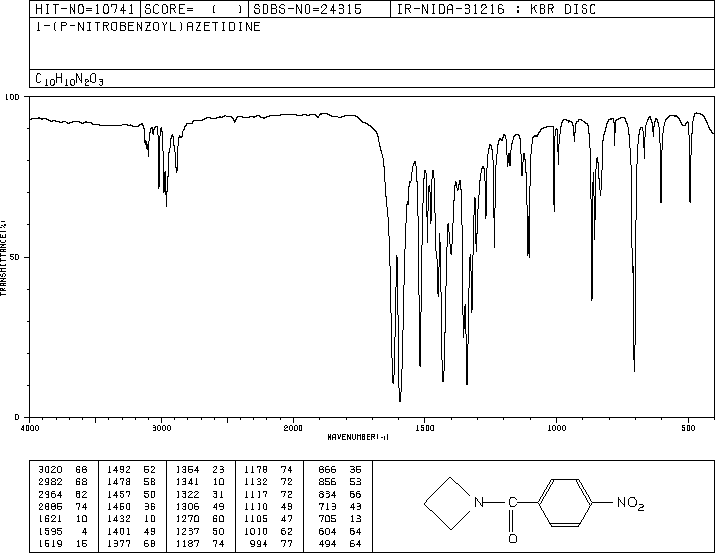 HIT-NO=10741 SCORE= ( ) SDBS-NO=24315 IR-NIDA-31216 : KBR DISC
1-(P-NITROBENZOYL)AZETIDINE
C10H10N2O3
100
50
0
TRANSMITTANCE(%)
4000 3000 2000 1500 1000 500
WAVENUMBER(-1)
3020 66 1492 52 1354 23 1178 74 866 35
2982 68 1478 58 1341 10 1132 72 856 53
2964 62 1457 50 1322 31 1117 72 834 66
2885 74 1450 36 1306 49 1110 49 713 43
1621 10 1432 10 1270 60 1105 47 705 13
1595 4 1401 49 1237 50 1010 62 604 64
1519 15 1377 68 1187 74 994 77 494 64
N C NO2
O